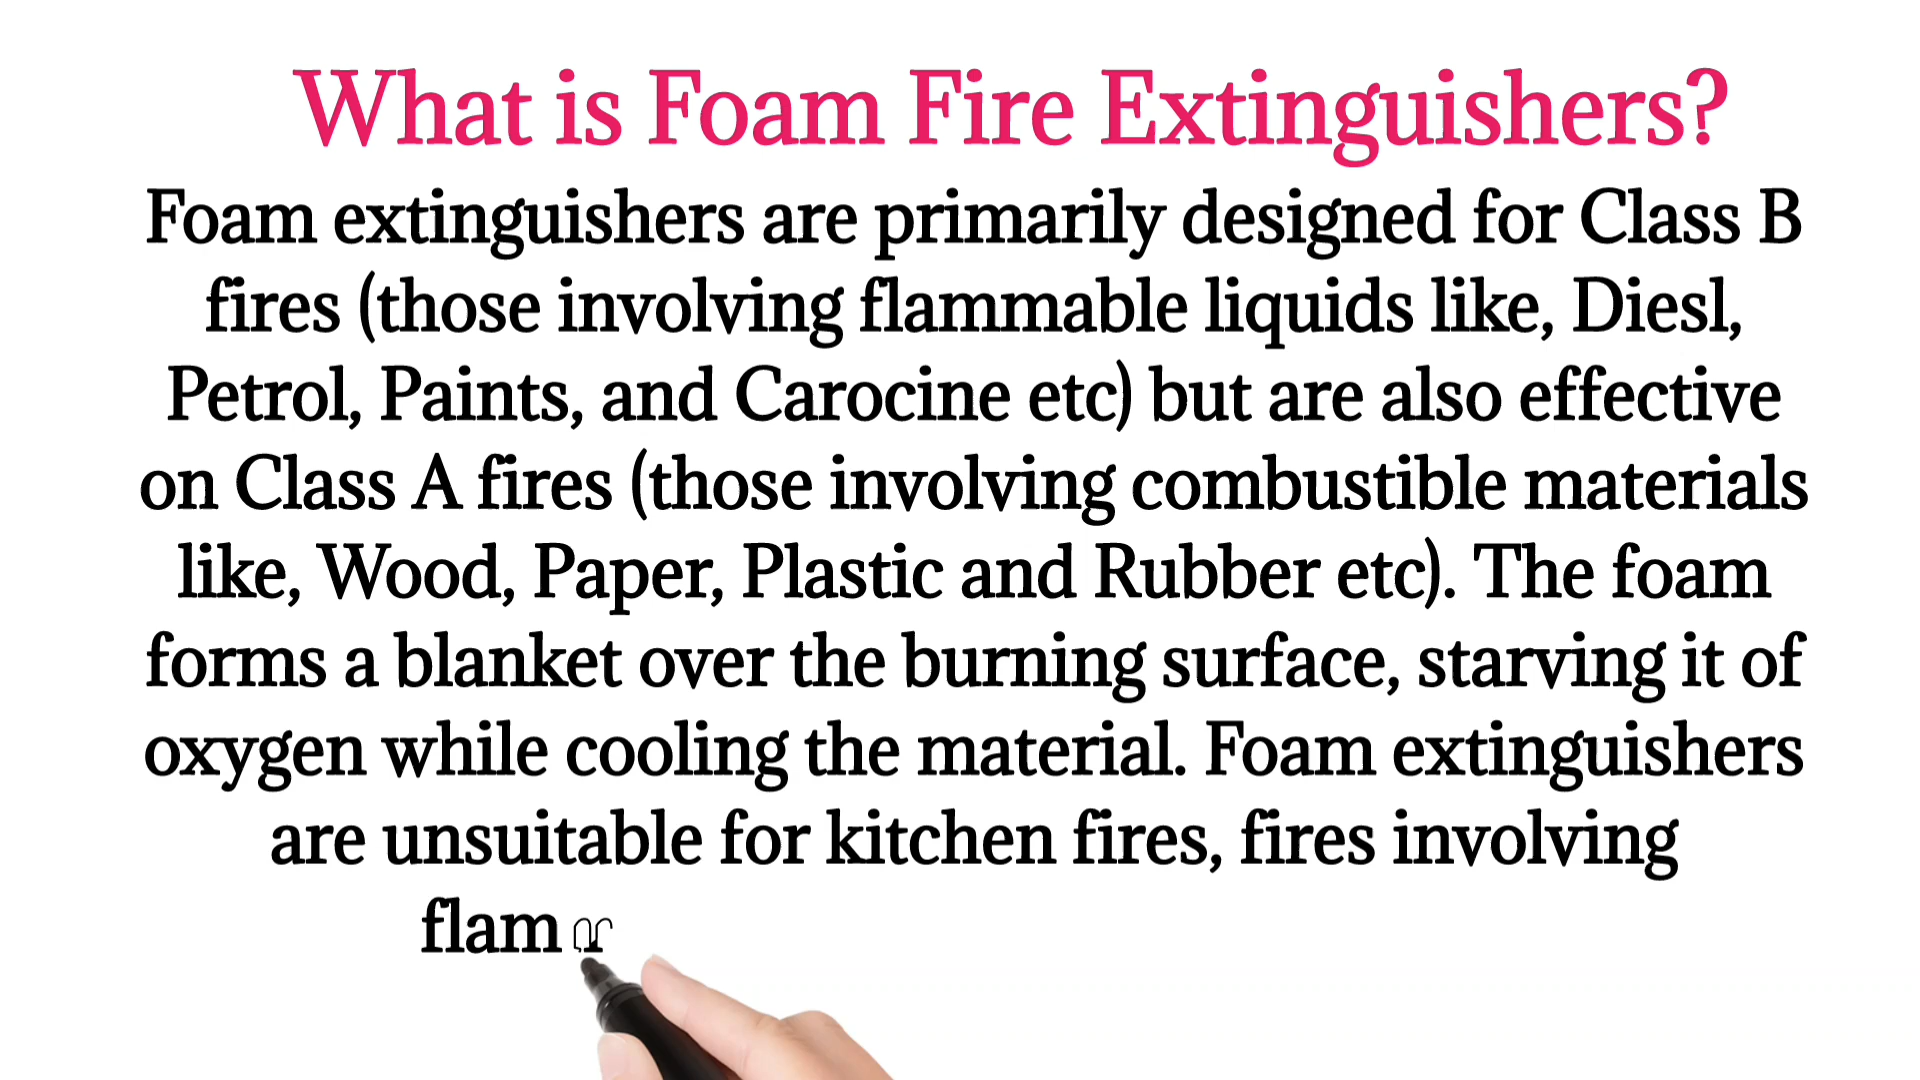 What is Foam Fire Extinguishers?
Foam extinguishers are primarily designed for Class B
fires (those involving flammable liquids like, Diesl,
Petrol, Paints, and Carocine etc) but are also effective
on Class A fires (those involving combustible materials
like, Wood, Paper, Plastic and Rubber etc). The foam
forms a blanket over the burning surface, starving it of
oxygen while cooling the material. Foam extinguishers
are unsuitable for kitchen fires, fires involving
flam